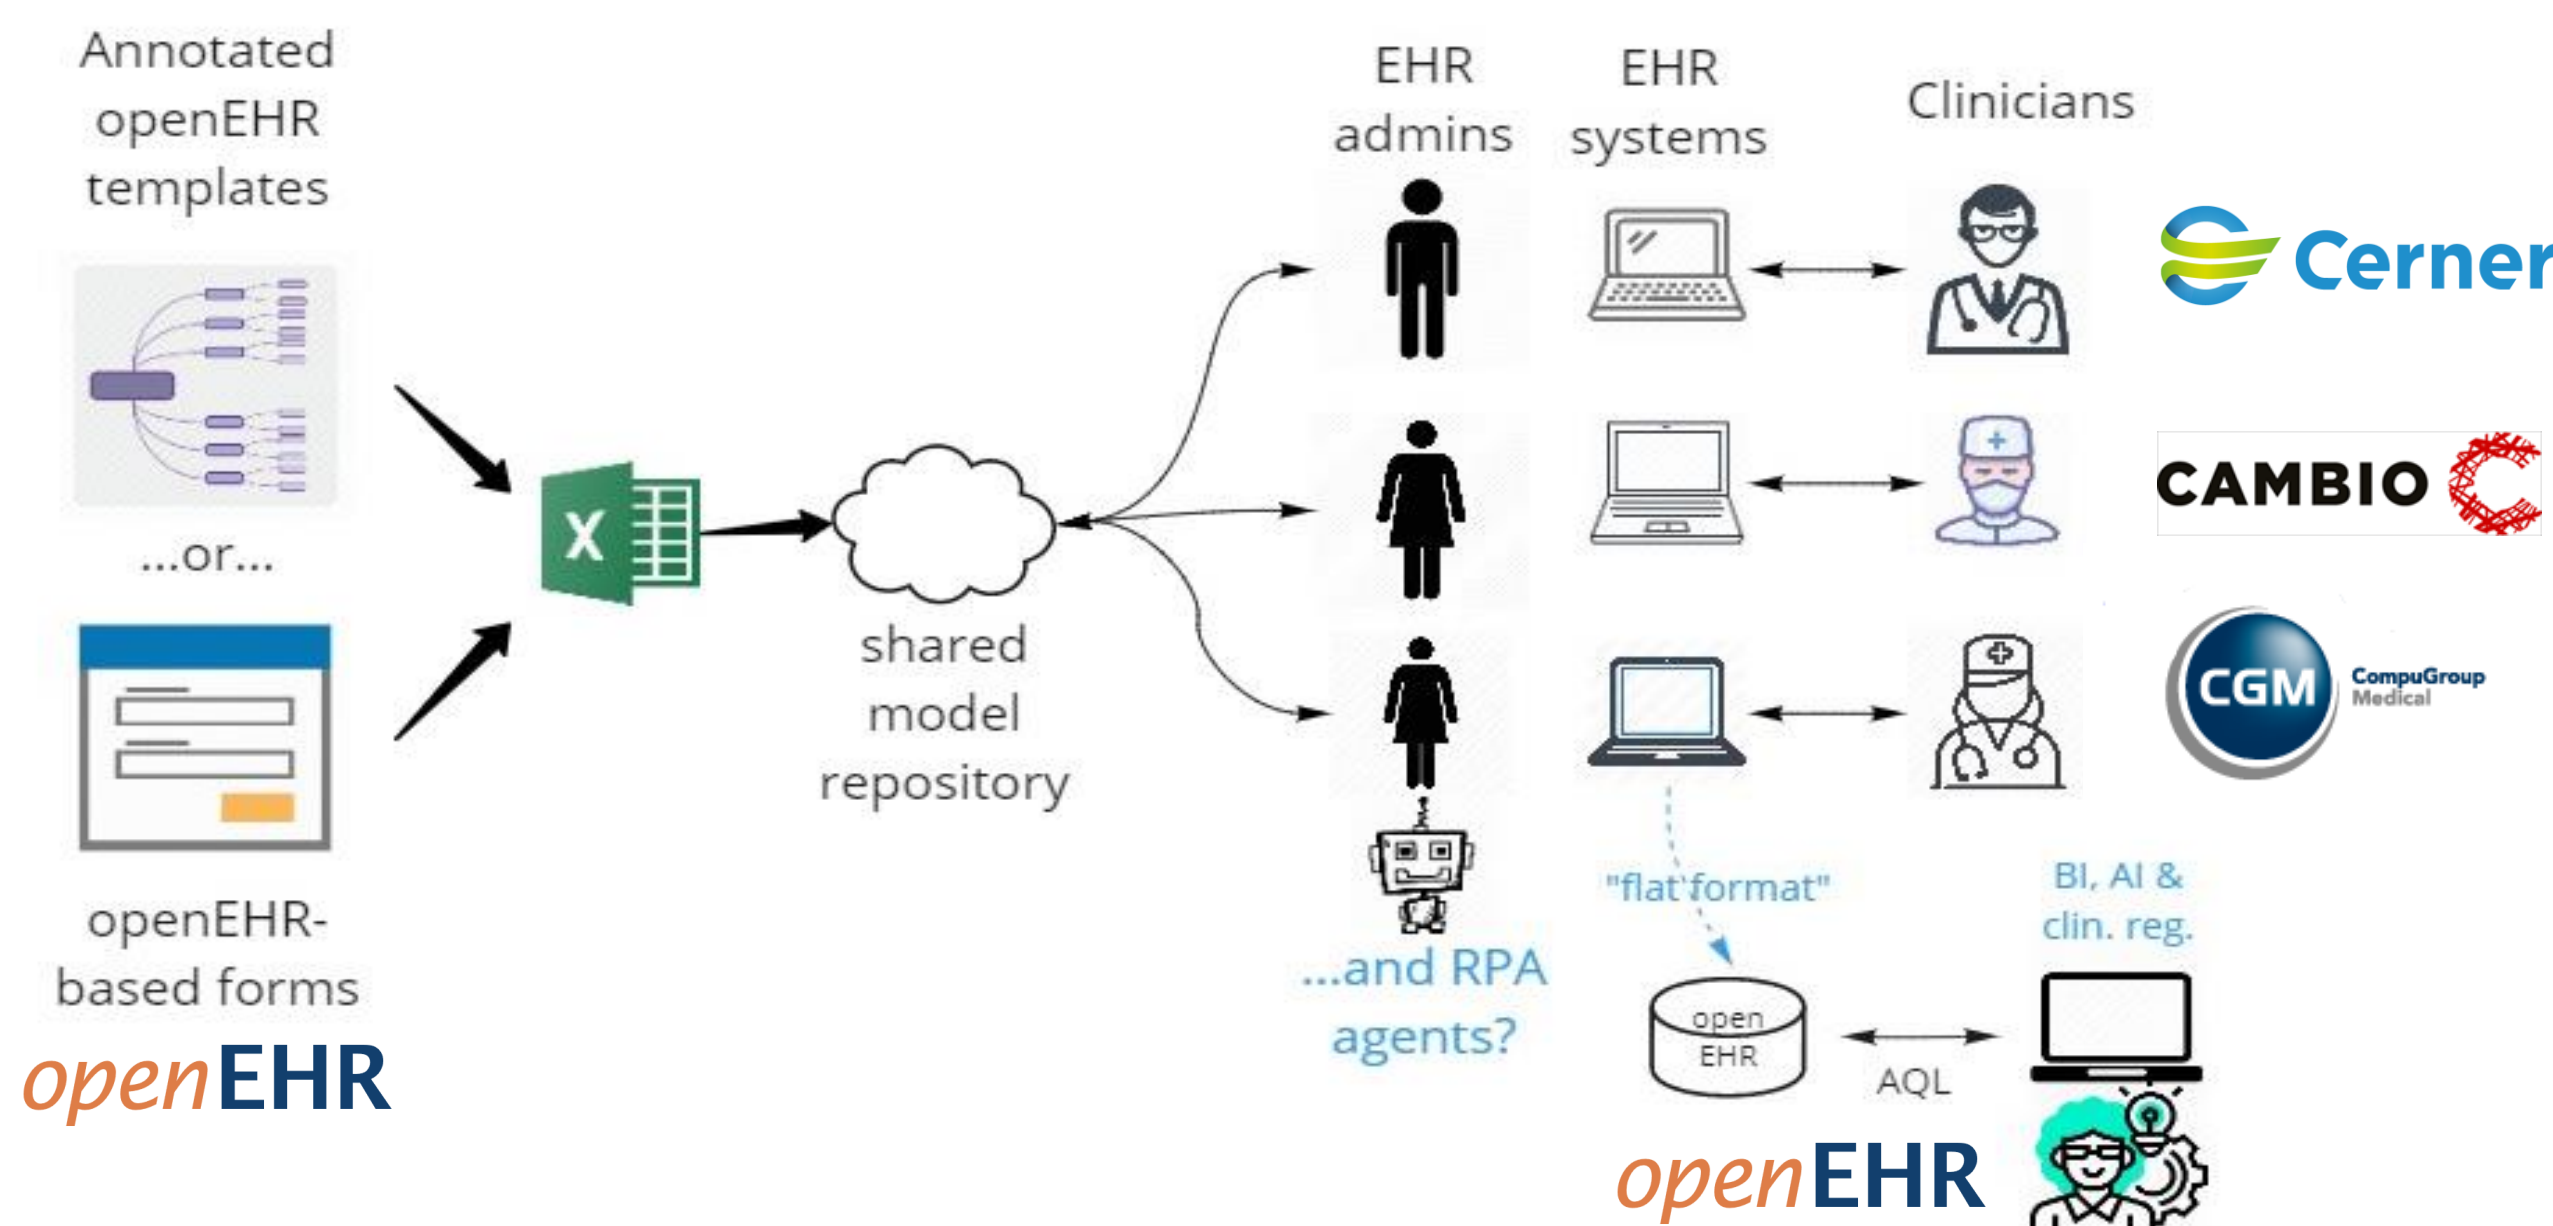 Annotated
openEHR
templates
...or...
openEHR-
based forms
openEHR
X
shared
model
repository
EHR
admins
...and RPA
agents?
EHR
systems
Clinicians
Cerner
CAMBIO
CGM
CompuGroup
Medical
"flat format"
open
EHR
AQL
BI, AI &
clin. reg.
openEHR